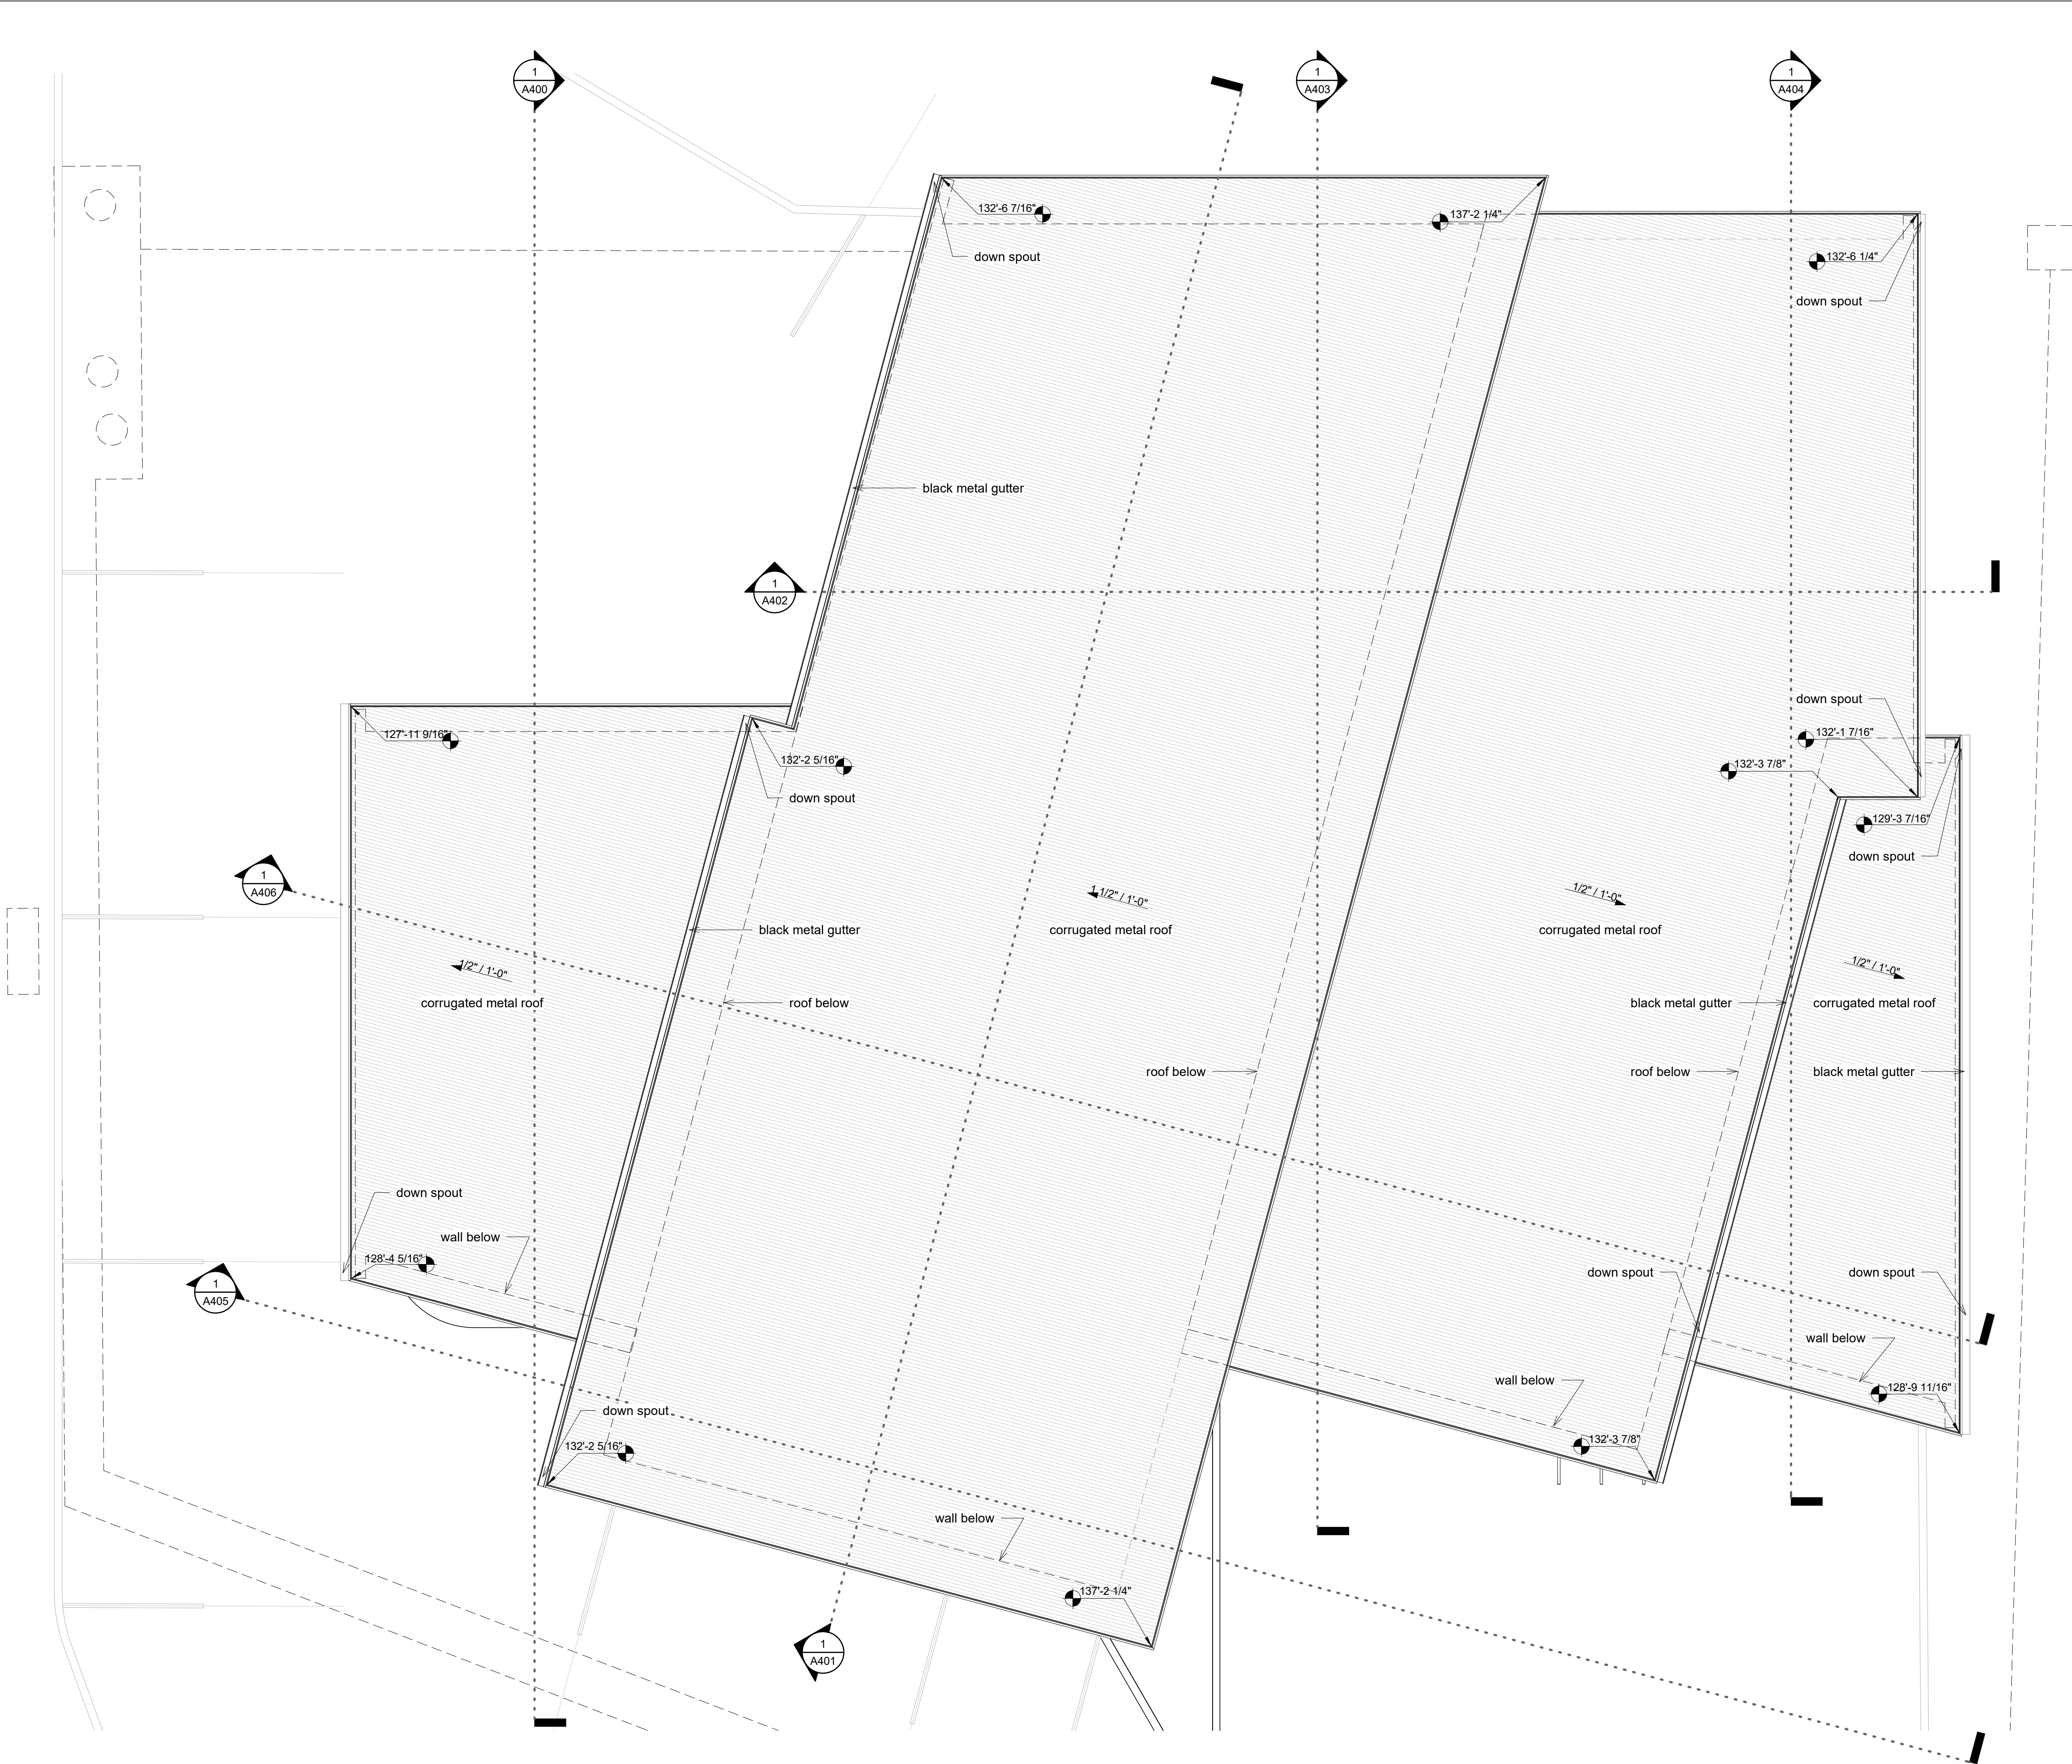 1
A400
1
A403
1
A404
132'-6 7/16"
137'-2 1/4"
132'-6 1/4"
down spout
down spout
black metal gutter
1
A402
down spout
127'-11 9/16"
132'-1 7/16"
132'-2 5/16"
132'-3 7/8"
down spout
129'-3 7/16"
down spout
1
A406
1 1/2" / 1'-0"
1/2" / 1'-0"
black metal gutter
corrugated metal roof
corrugated metal roof
1/2" / 1'-0"
1/2" / 1'-0"
corrugated metal roof
roof below
black metal gutter
corrugated metal roof
roof below
roof below
black metal gutter
down spout
wall below
128'-4 5/16"
down spout
down spout
1
A405
wall below
wall below
128'-9 11/16"
down spout
132'-2 5/16"
132'-3 7/8"
wall below
137'-2 1/4"
1
A401